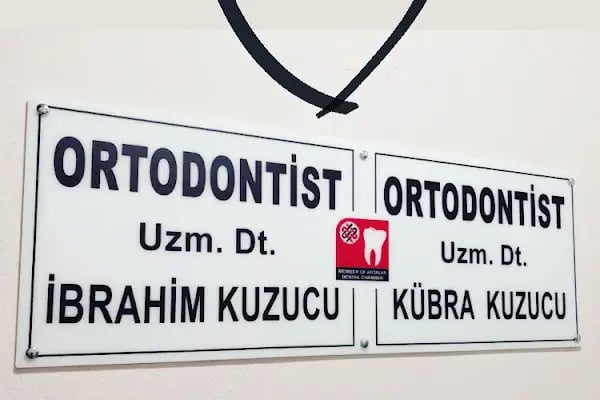 ORTODONTİST
Uzm. Dt.
İBRAHİM KUZUCU
MEMBER OF ANTALYA
DENTAL CHAMBER
ORTODONTİST
Uzm. Dt.
KÜBRA KUZUCU